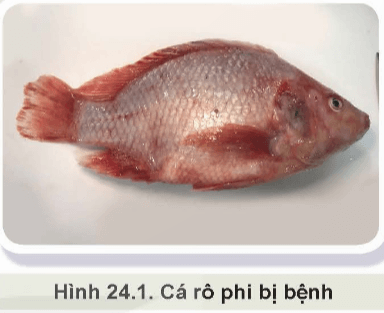 Hình 24.1. Cá rô phi bị bệnh